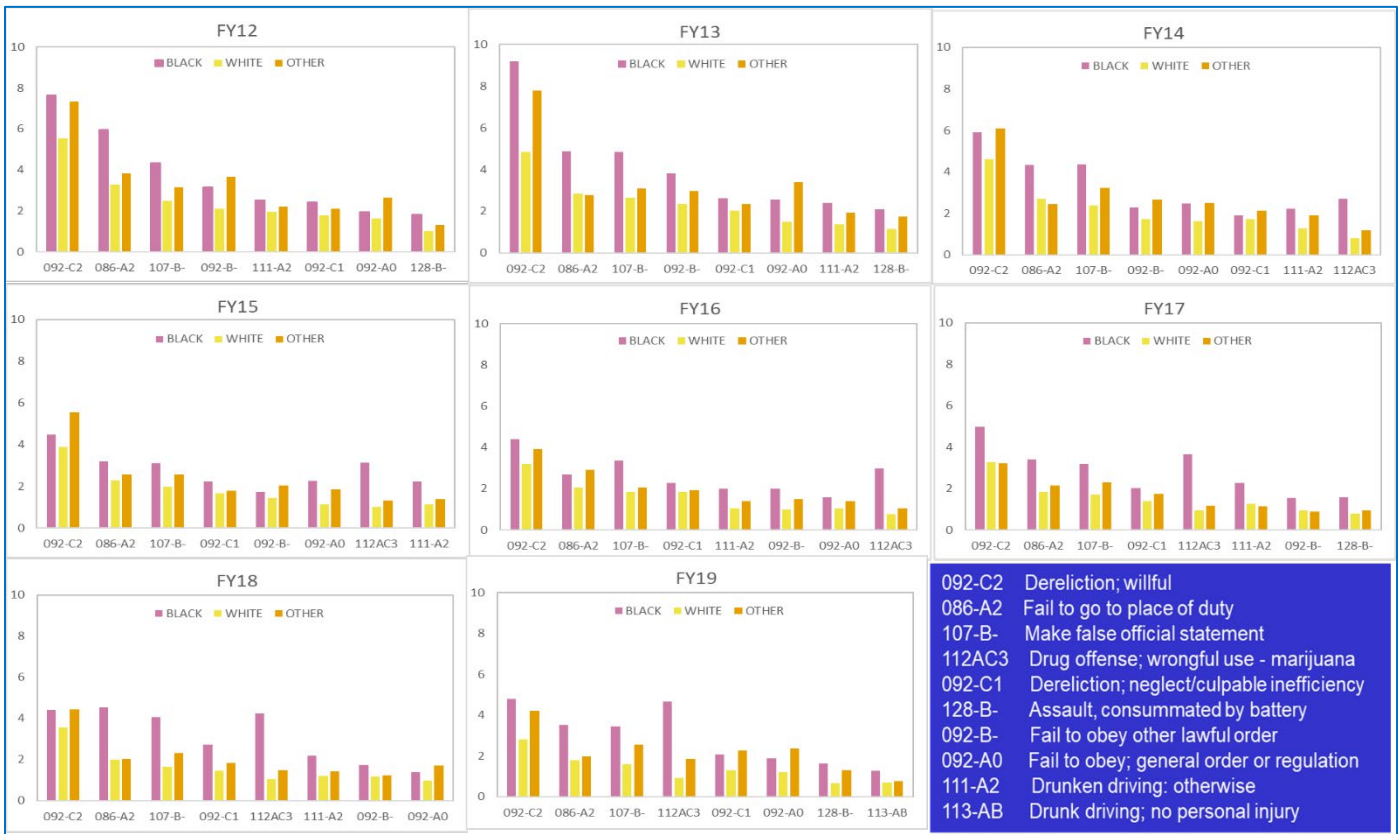 FY12
10
BLACK WHITE OTHER
8
6
4
2
0
092-C2 086-A2 107-B- 092-B- 111-A2 092-C1 092-A0 128-B-
FY13
10
BLACK WHITE OTHER
8
6
4
2
0
092-C2 086-A2 107-B- 092-B- 092-C1 092-A0 111-A2 128-B-
FY14
10
BLACK WHITE OTHER
8
6
4
2
0
092-C2 086-A2 107-B- 092-B- 092-A0 092-C1 111-A2 112AC3
FY15
10
BLACK WHITE OTHER
8
6
4
2
0
092-C2 086-A2 107-B- 092-C1 092-B- 092-A0 112AC3 111-A2
FY16
10
BLACK WHITE OTHER
8
6
4
2
0
092-C2 086-A2 107-B- 092-C1 111-A2 092-B- 092-A0 112AC3
FY17
10
BLACK WHITE OTHER
8
6
4
2
0
092-C2 086-A2 107-B- 092-C1 112AC3 111-A2 092-B- 128-B-
FY18
10
BLACK WHITE OTHER
8
6
4
2
0
092-C2 086-A2 107-B- 092-C1 112AC3 111-A2 092-B- 092-A0
FY19
10
BLACK WHITE OTHER
8
6
4
2
0
092-C2 086-A2 107-B- 112AC3 092-C1 092-A0 128-B- 113-AB
092-C2 Dereliction; willful
086-A2 Fail to go to place of duty
107-B- Make false official statement
112AC3 Drug offense; wrongful use - marijuana
092-C1 Dereliction; neglect/culpable inefficiency
128-B- Assault, consummated by battery
092-B- Fail to obey other lawful order
092-A0 Fail to obey; general order or regulation
111-A2 Drunken driving: otherwise
113-AB Drunk driving; no personal injury